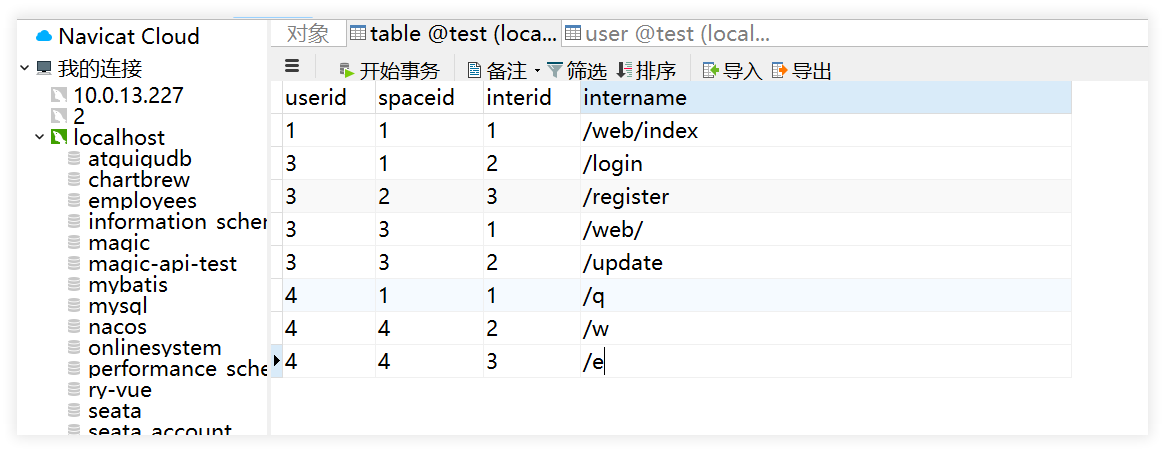 Navicat Cloud
我的连接
10.0.13.227
2
localhost
atguigudb
chartbrew
employees
information_scher
magic
magic-api-test
mybatis
mysql
nacos
onlinesystem
performance_sche
ry-vue
seata
seata_account
对象 table @test (loca... user @test (local...
开始事务 备注 筛选 排序 导入 导出
userid spaceid interid intername
1 1 1 /web/index
3 1 2 /login
3 2 3 /register
3 3 1 /web/
3 3 2 /update
4 1 1 /q
4 4 2 /w
4 4 3 /e